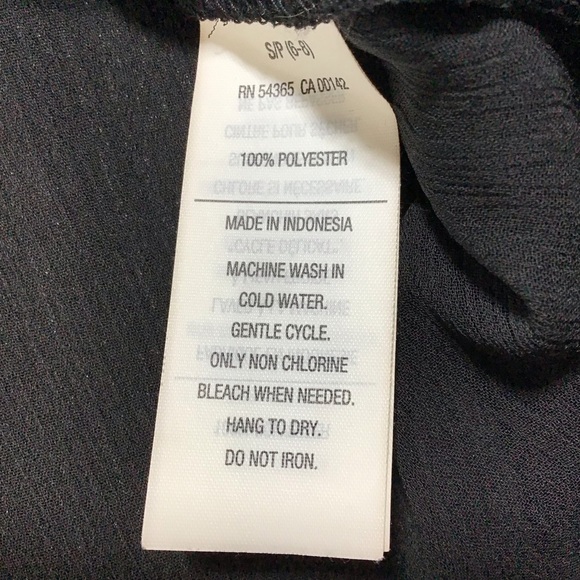 S/P (6-8)
RN 54365 CA 00142
100% POLYESTER
MADE IN INDONESIA
MACHINE WASH IN
COLD WATER.
GENTLE CYCLE.
ONLY NON CHLORINE
BLEACH WHEN NEEDED.
HANG TO DRY.
DO NOT IRON.